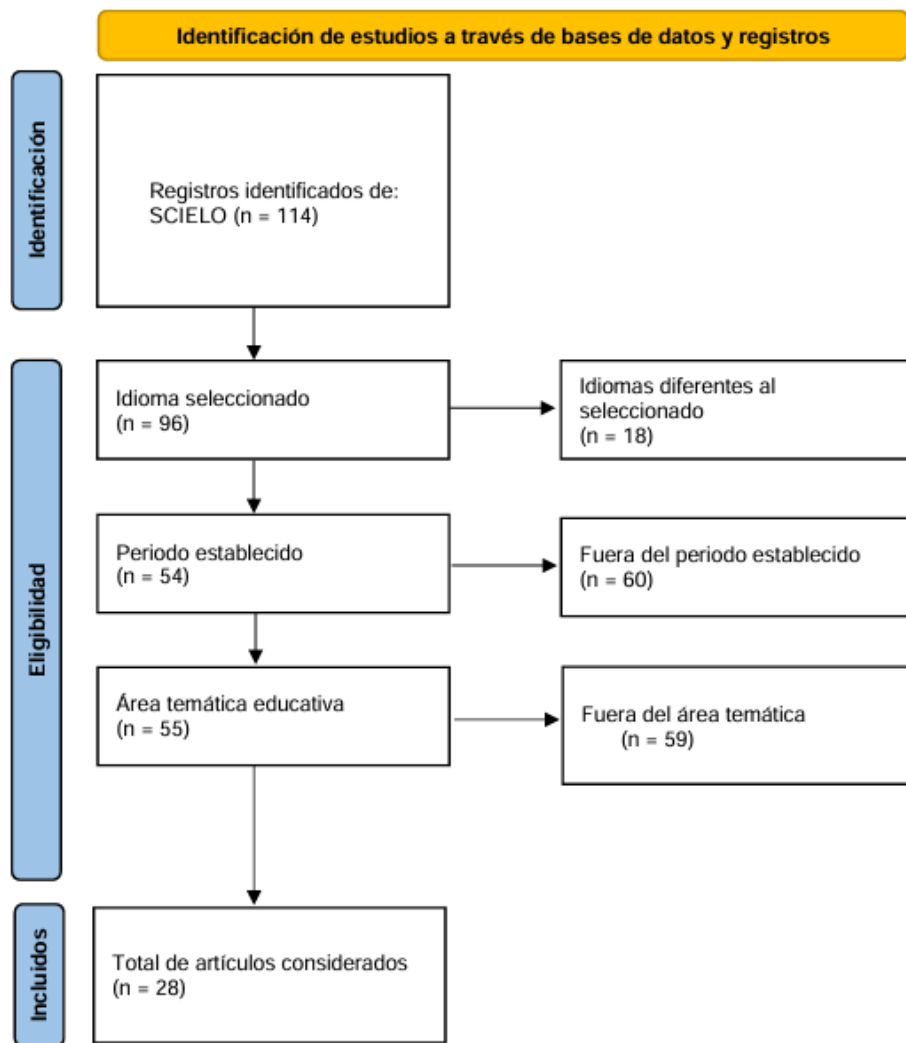 Identificación de estudios a través de bases de datos y registros
Identificación
Registros identificados de:
SCIELO (n = 114)
Eligibilidad
Idioma seleccionado
(n = 96)
Idiomas diferentes al
seleccionado
(n = 18)
Periodo establecido
(n = 54)
Fuera del periodo establecido
(n = 60)
Área temática educativa
(n = 55)
Fuera del área temática
(n = 59)
Incluidos
Total de artículos considerados
(n = 28)